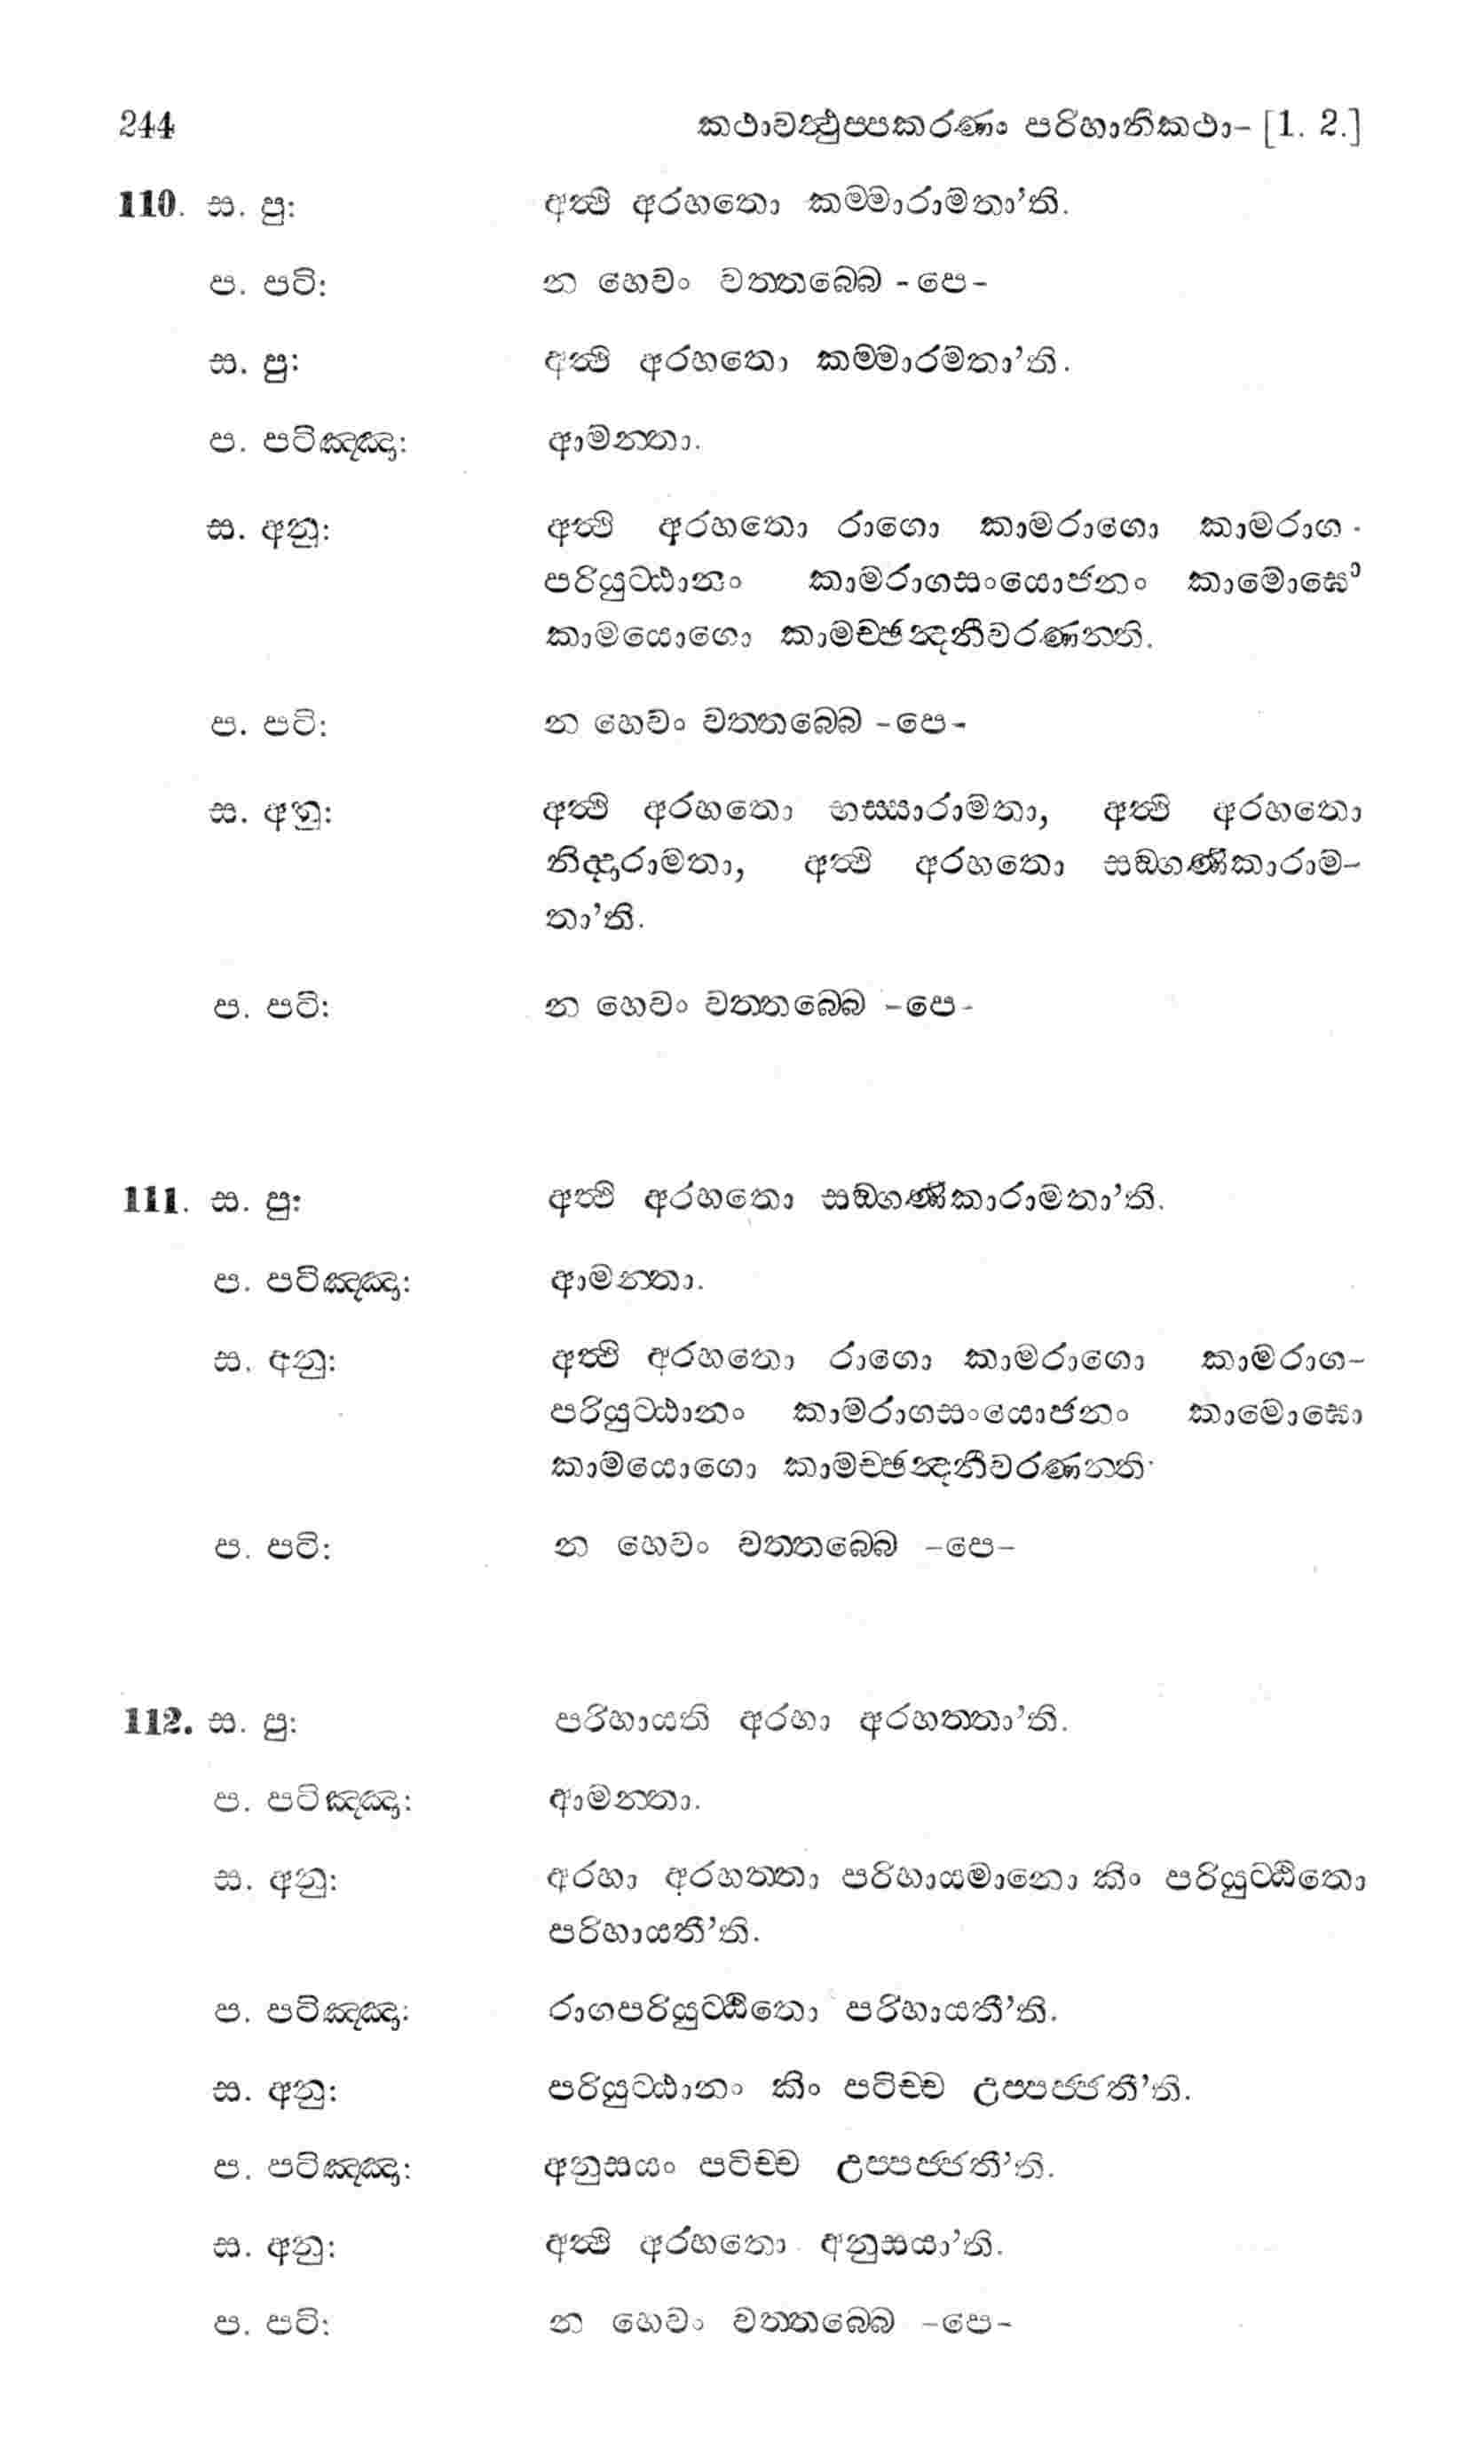 244 කථාවත්‍ථුප්පකරණං පරිහානිකථා- [1. 2.]
110. ස. පු: අත්‍ථි අරහතො කම්මාරාමතා’ති.
ප. පටි: න හෙවං වත්තබ්බෙ -පෙ-
ස. පු: අත්‍ථි අරහතො කම්මාරමතා’ති.
ප. පටිඤ්ඤා: ආමන්තා.
ස. අනු: අත්‍ථි අරහතො රාගො කාමරාගො කාමරාග-
පරියුට්ඨානං කාමරාගසංයොජනං කාමොඝො
කාමයොගො කාමච්ඡන්‍දනීවරණන්ති.
ප. පටි: න හෙවං වත්තබ්බෙ -පෙ-
ස. අනු: අත්‍ථි අරහතො භස්සාරාමතා, අත්‍ථි අරහතො
නිද්‍දාරාමතා, අත්‍ථි අරහතො සඞ්ගණිකාරාම-
තා’ති.
ප. පටි: න හෙවං වත්තබ්බෙ -පෙ-
111. ස. පු: අත්‍ථි අරහතො සඞ්ගණිකාරාමතා’ති.
ප. පටිඤ්ඤා: ආමන්තා.
ස. අනු: අත්‍ථි අරහතො රාගො කාමරාගො කාමරාග-
පරියුට්ඨානං කාමරාගසංයොජනං කාමොඝො
කාමයොගො කාමච්ඡන්‍දනීවරණන්ති.
ප. පටි: න හෙවං වත්තබ්බෙ -පෙ-
112. ස. පු: පරිහායති අරහා අරහත්තා’ති.
ප. පටිඤ්ඤා: ආමන්තා.
ස. අනු: අරහා අරහත්තා පරිහායමානො කිං පරියුට්ඨිතො
පරිහායතී’ති.
ප. පටිඤ්ඤා: රාගපරියුට්ඨිතො පරිහායතී’ති.
ස. අනු: පරියුට්ඨානං කිං පටිච්ච උප්පජ්ජතී’ති.
ප. පටිඤ්ඤා: අනුසයං පටිච්ච උප්පජ්ජතී’ති.
ස. අනු: අත්‍ථි අරහතො අනුසයා’ති.
ප. පටි: න හෙවං වත්තබ්බෙ -පෙ-